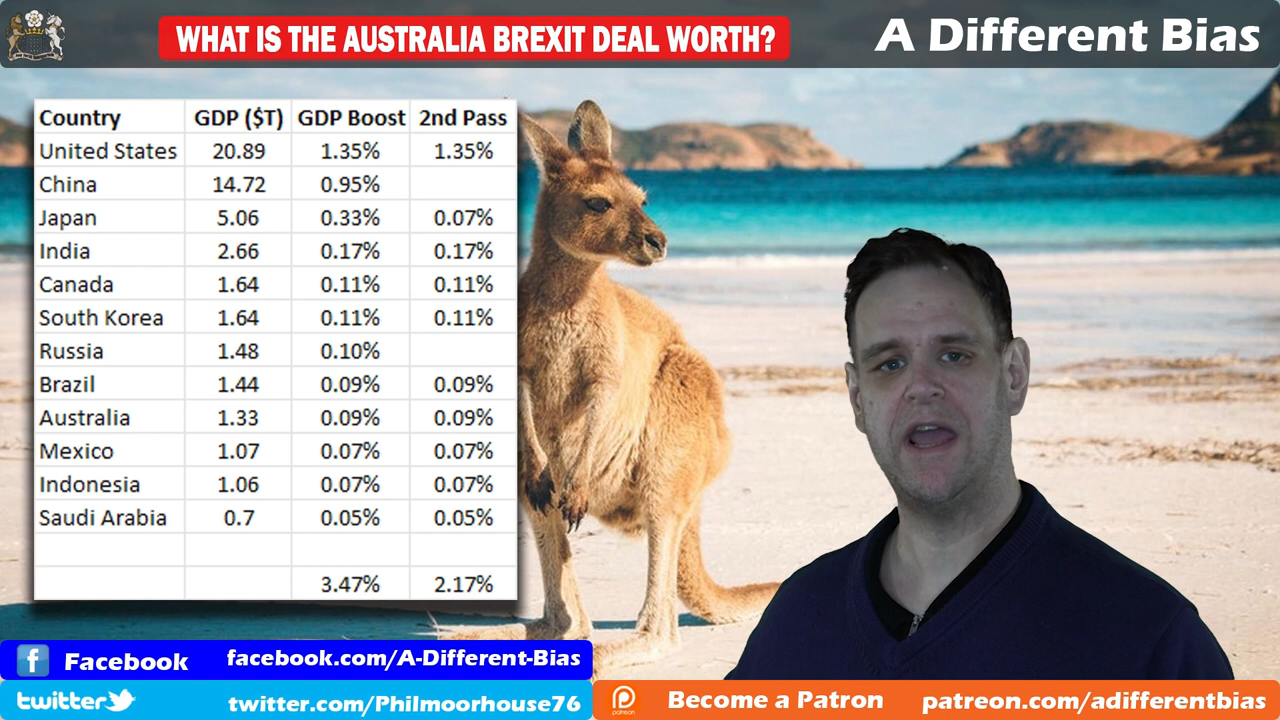 WHAT IS THE AUSTRALIA BREXIT DEAL WORTH?
A Different Bias
Country GDP ($T) GDP Boost 2nd Pass
United States 20.89 1.35% 1.35%
China 14.72 0.95%
Japan 5.06 0.33% 0.07%
India 2.66 0.17% 0.17%
Canada 1.64 0.11% 0.11%
South Korea 1.64 0.11% 0.11%
Russia 1.48 0.10%
Brazil 1.44 0.09% 0.09%
Australia 1.33 0.09% 0.09%
Mexico 1.07 0.07% 0.07%
Indonesia 1.06 0.07% 0.07%
Saudi Arabia 0.7 0.05% 0.05%
3.47% 2.17%
f Facebook facebook.com/A-Different-Bias
twitter twitter.com/Philmoorhouse76
patreon Become a Patron patreon.com/adifferentbias